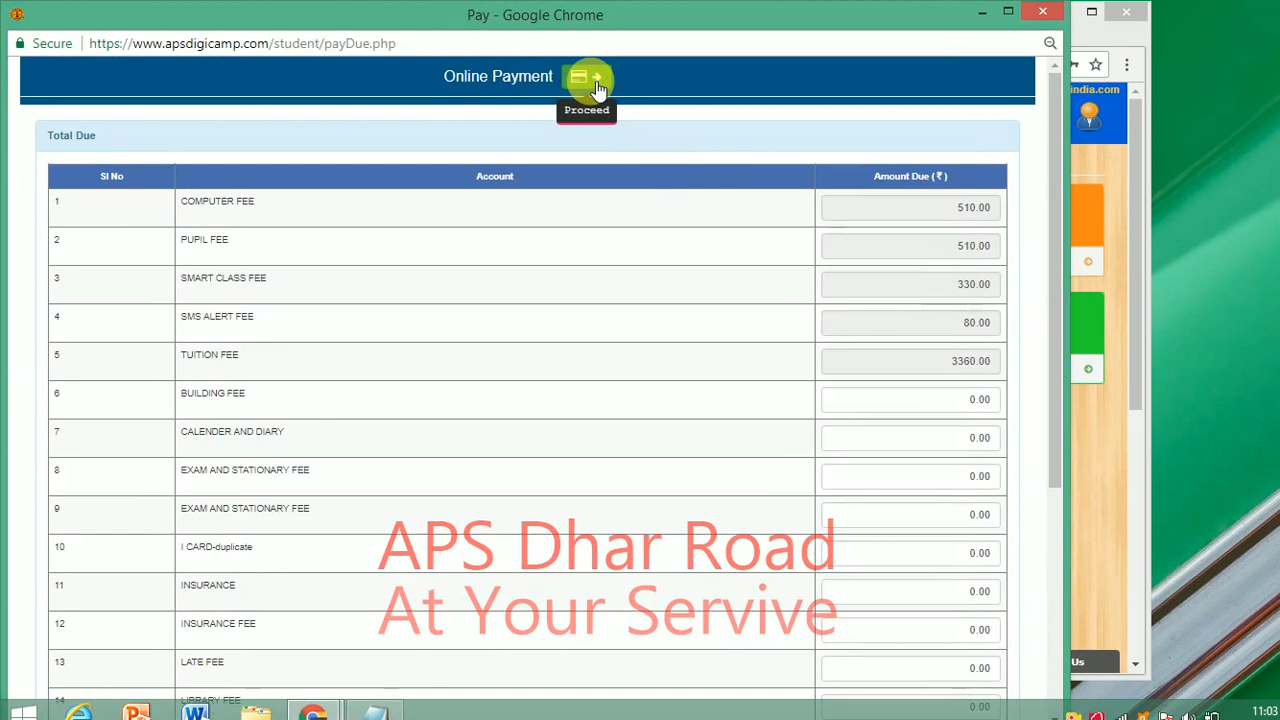 Pay - Google Chrome
Secure https://www.apsdigicamp.com/student/payDue.php
Online Payment
Proceed
Total Due
Sl No Account Amount Due ( ₹ )
1 COMPUTER FEE 510.00
2 PUPIL FEE 510.00
3 SMART CLASS FEE 330.00
4 SMS ALERT FEE 80.00
5 TUITION FEE 3360.00
6 BUILDING FEE 0.00
7 CALENDER AND DIARY 0.00
8 EXAM AND STATIONARY FEE 0.00
9 EXAM AND STATIONARY FEE 0.00
10 I CARD-duplicate 0.00
11 INSURANCE 0.00
12 INSURANCE FEE 0.00
13 LATE FEE 0.00
14 LIBRARY FEE 0.00
APS Dhar Road
At Your Servive
india.com
Us
11:03